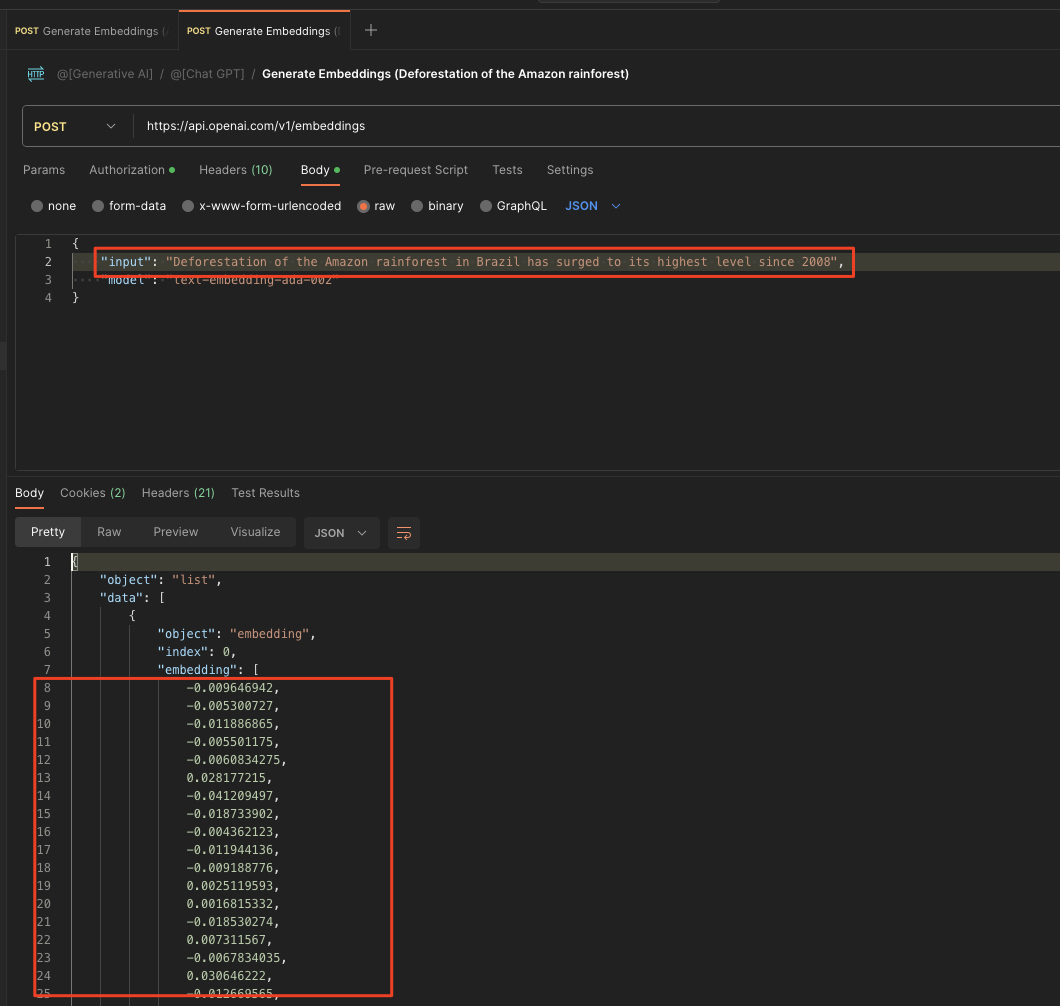 POST Generate Embeddings (
POST Generate Embeddings (
HTTP @[Generative AI] / @[Chat GPT] / Generate Embeddings (Deforestation of the Amazon rainforest)
POST https://api.openai.com/v1/embeddings
Params Authorization Headers (10) Body Pre-request Script Tests Settings
none form-data x-www-form-urlencoded raw binary GraphQL JSON
1 {
2 "input": "Deforestation of the Amazon rainforest in Brazil has surged to its highest level since 2008",
3 "model": "text-embedding-ada-002"
4 }
Body Cookies (2) Headers (21) Test Results
Pretty Raw Preview Visualize JSON
1 {
2 "object": "list",
3 "data": [
4 {
5 "object": "embedding",
6 "index": 0,
7 "embedding": [
8 -0.009646942,
9 -0.005300727,
10 -0.011886865,
11 -0.005501175,
12 -0.0060834275,
13 0.028177215,
14 -0.041209497,
15 -0.018733902,
16 -0.004362123,
17 -0.011944136,
18 -0.009188776,
19 0.0025119593,
20 0.0016815332,
21 -0.018530274,
22 0.007311567,
23 -0.0067834035,
24 0.030646222,
25 -0.012669565,